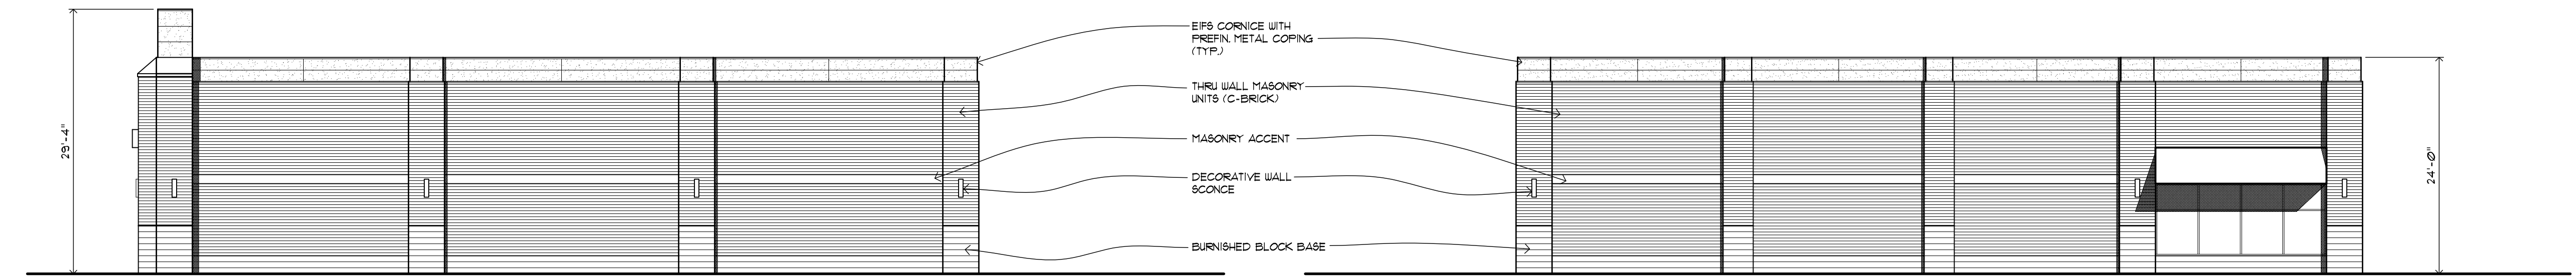 29'-4"
EIFS CORNICE WITH
PREFIN. METAL COPING
(TYP.)
THRU WALL MASONRY
UNITS (C-BRICK)
MASONRY ACCENT
DECORATIVE WALL
SCONCE
BURNISHED BLOCK BASE
24'-0"